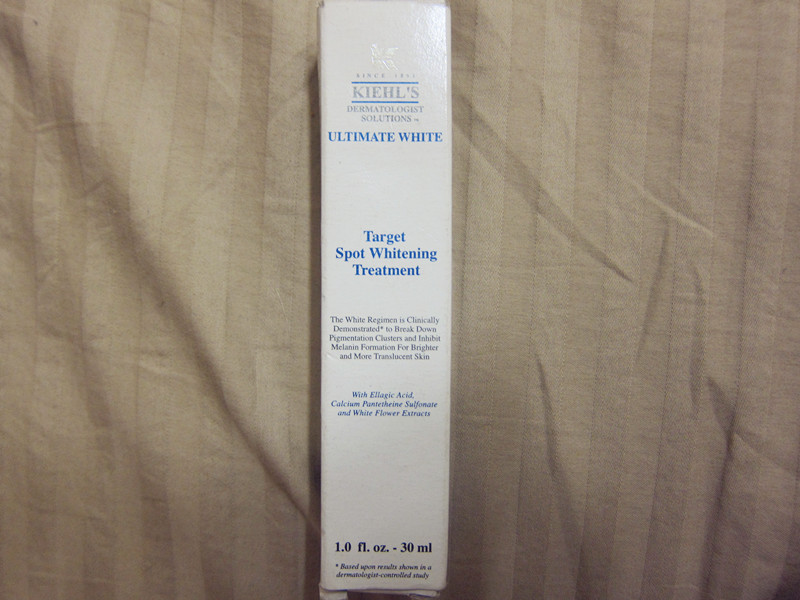 SINCE 1851
KIEHL'S
DERMATOLOGIST
SOLUTIONS™
ULTIMATE WHITE
Target
Spot Whitening
Treatment
The White Regimen is Clinically
Demonstrated* to Break Down
Pigmentation Clusters and Inhibit
Melanin Formation For Brighter
and More Translucent Skin
With Ellagic Acid,
Calcium Pantetheine Sulfonate
and White Flower Extracts
1.0 fl. oz. - 30 ml
* Based upon results shown in a
dermatologist-controlled study